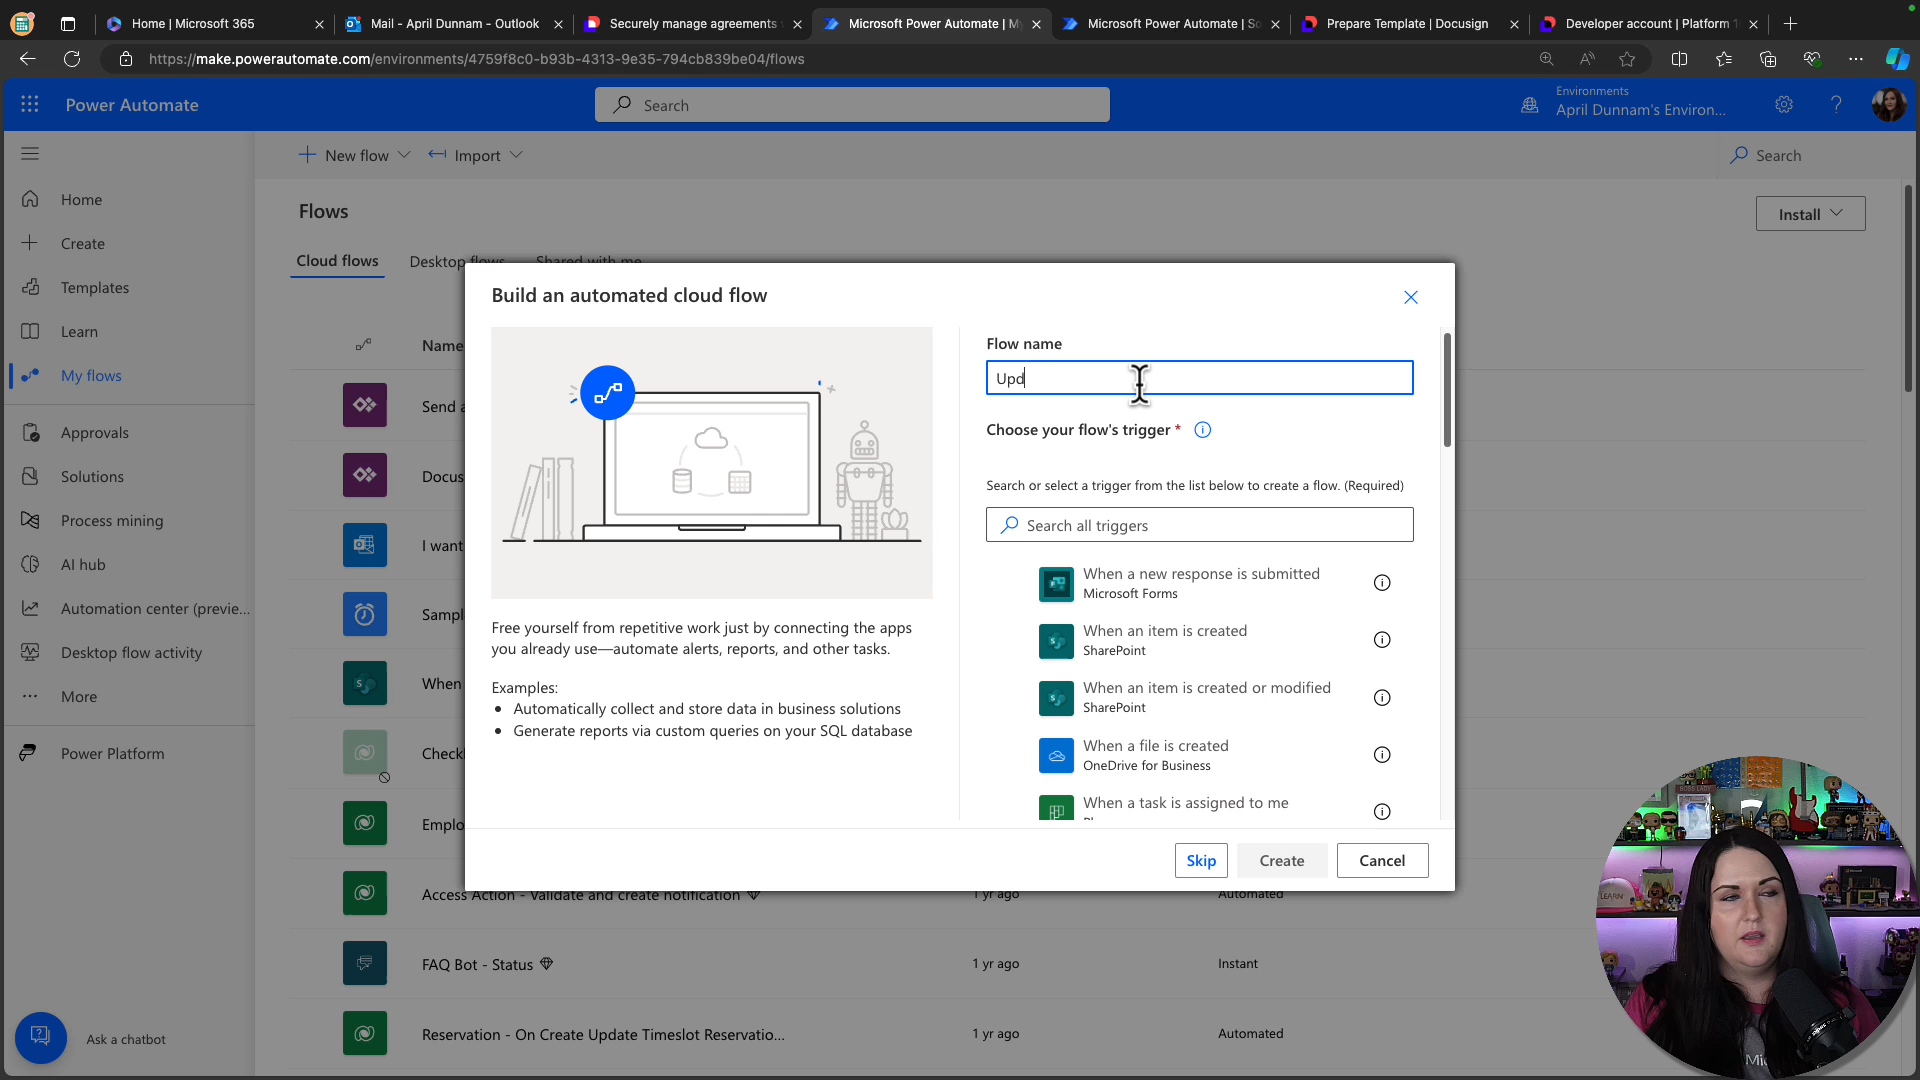 Home | Microsoft 365
Mail - April Dunnam - Outlook
Securely manage agreements
Microsoft Power Automate | My
Microsoft Power Automate | So
Prepare Template | Docusign
Developer account | Platform
https://make.powerautomate.com/environments/4759f8c0-b93b-4313-9e35-794cb839be04/flows
Power Automate
Search
Environments
April Dunnam's Environ...
New flow
Import
Search
Home
Create
Templates
Learn
My flows
Approvals
Solutions
Process mining
AI hub
Automation center (previe...
Desktop flow activity
More
Power Platform
Ask a chatbot
Flows
Install
Cloud flows
Desktop flows
Shared with me
Name
Send a
Docus
I want
Sampl
When
Check
Emplo
Access Action - Validate and create notification
1 yr ago
Automated
FAQ Bot - Status
1 yr ago
Instant
Reservation - On Create Update Timeslot Reservatio...
1 yr ago
Automated
Build an automated cloud flow
Free yourself from repetitive work just by connecting the apps
you already use—automate alerts, reports, and other tasks.
Examples:
• Automatically collect and store data in business solutions
• Generate reports via custom queries on your SQL database
Flow name
Upd
Choose your flow's trigger *
Search or select a trigger from the list below to create a flow. (Required)
Search all triggers
When a new response is submitted
Microsoft Forms
When an item is created
SharePoint
When an item is created or modified
SharePoint
When a file is created
OneDrive for Business
When a task is assigned to me
Skip
Create
Cancel
BOSS LADY
LEARN